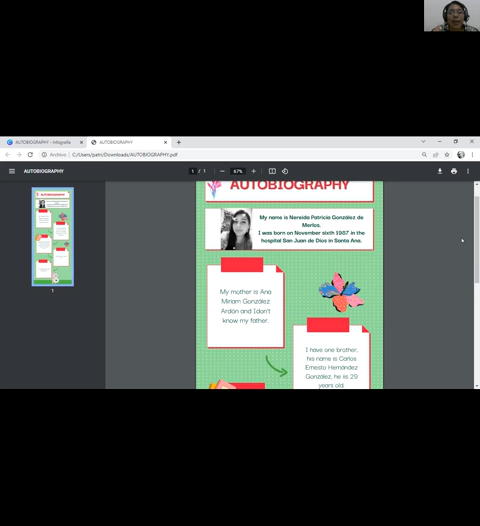 AUTOBIOGRAPHY - Infografía
AUTOBIOGRAPHY
Archivo
C:/Users/patri/Downloads/AUTOBIOGRAPHY.pdf
AUTOBIOGRAPHY.pdf
1 / 1
67%
1
AUTOBIOGRAPHY
My name is Nereida Patricia González de
Merlos.
I was born on November sixth 1987 in the
hospital San Juan de Dios in Santa Ana.
My mother is Ana
Miriam González
Ardón and Idon't
know my father.
I have one brother,
his name is Carlos
Ernesto Hernández
González, he iis 29
years old.